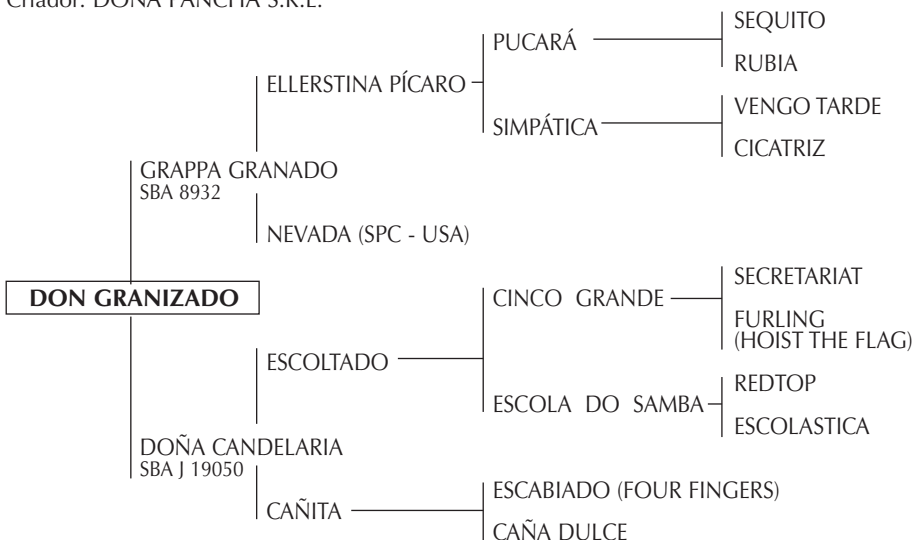 Criador: DOÑA PANCHA S.R.L.
SEQUITO
PUCARÁ
RUBIA
ELLERSTINA PÍCARO
VENGO TARDE
SIMPÁTICA
CICATRIZ
GRAPPA GRANADO
SBA 8932
NEVADA (SPC - USA)
DON GRANIZADO
SECRETARIAT
CINCO GRANDE
FURLING
(HOIST THE FLAG)
ESCOLTADO
REDTOP
ESCOLA DO SAMBA
ESCOLASTICA
DOÑA CANDELARIA
SBA J 19050
ESCABIADO (FOUR FINGERS)
CAÑITA
CAÑA DULCE